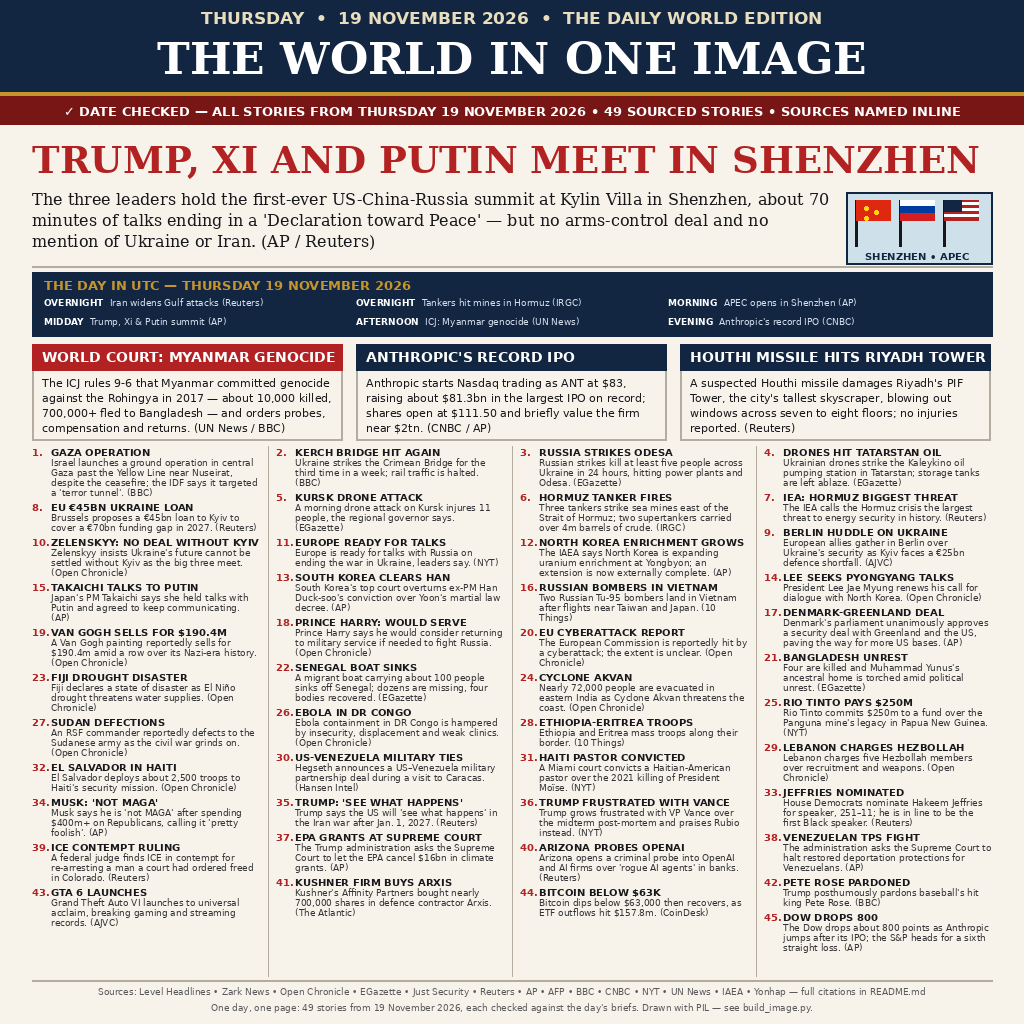 THURSDAY • 19 NOVEMBER 2026 • THE DAILY WORLD EDITION
THE WORLD IN ONE IMAGE
✓ DATE CHECKED — ALL STORIES FROM THURSDAY 19 NOVEMBER 2026 • 49 SOURCED STORIES • SOURCES NAMED INLINE
TRUMP, XI AND PUTIN MEET IN SHENZHEN
The three leaders hold the first-ever US-China-Russia summit at Kylin Villa in Shenzhen, about 70
minutes of talks ending in a 'Declaration toward Peace' — but no arms-control deal and no
mention of Ukraine or Iran. (AP / Reuters)
SHENZHEN • APEC
THE DAY IN UTC — THURSDAY 19 NOVEMBER 2026
OVERNIGHT Iran widens Gulf attacks (Reuters)
OVERNIGHT Tankers hit mines in Hormuz (IRGC)
MORNING APEC opens in Shenzhen (AP)
MIDDAY Trump, Xi & Putin summit (AP)
AFTERNOON ICJ: Myanmar genocide (UN News)
EVENING Anthropic's record IPO (CNBC)
WORLD COURT: MYANMAR GENOCIDE
The ICJ rules 9-6 that Myanmar committed genocide
against the Rohingya in 2017 — about 10,000 killed,
700,000+ fled to Bangladesh — and orders probes,
compensation and returns. (UN News / BBC)
ANTHROPIC'S RECORD IPO
Anthropic starts Nasdaq trading as ANT at $83,
raising about $81.3bn in the largest IPO on record;
shares open at $111.50 and briefly value the firm
near $2tn. (CNBC / AP)
HOUTHI MISSILE HITS RIYADH TOWER
A suspected Houthi missile damages Riyadh's PIF
Tower, the city's tallest skyscraper, blowing out
windows across seven to eight floors; no injuries
reported. (Reuters)
1. GAZA OPERATION
Israel launches a ground operation in central
Gaza past the Yellow Line near Nuseirat,
despite the ceasefire; the IDF says it targeted
a 'terror tunnel'. (BBC)
8. EU €45BN UKRAINE LOAN
Brussels proposes a €45bn loan to Kyiv to
cover a €70bn funding gap in 2027. (Reuters)
10. ZELENSKYY: NO DEAL WITHOUT KYIV
Zelenskyy insists Ukraine's future cannot be
settled without Kyiv as the big three meet.
(Open Chronicle)
15. TAKAICHI TALKS TO PUTIN
Japan's PM Takaichi says she held talks with
Putin and agreed to keep communicating.
(AP)
19. VAN GOGH SELLS FOR $190.4M
A Van Gogh painting reportedly sells for
$190.4m amid a row over its Nazi-era history.
(Open Chronicle)
23. FIJI DROUGHT DISASTER
Fiji declares a state of disaster as El Niño
drought threatens water supplies. (Open
Chronicle)
27. SUDAN DEFECTIONS
An RSF commander reportedly defects to the
Sudanese army as the civil war grinds on.
(Open Chronicle)
32. EL SALVADOR IN HAITI
El Salvador deploys about 2,500 troops to
Haiti's security mission. (Open Chronicle)
34. MUSK: 'NOT MAGA'
Musk says he is 'not MAGA' after spending
$400m+ on Republicans, calling it 'pretty
foolish'. (AP)
39. ICE CONTEMPT RULING
A federal judge finds ICE in contempt for
re-arresting a man a court had ordered freed
in Colorado. (Reuters)
43. GTA 6 LAUNCHES
Grand Theft Auto VI launches to universal
acclaim, breaking gaming and streaming
records. (AJVC)
2. KERCH BRIDGE HIT AGAIN
Ukraine strikes the Crimean Bridge for the
third time in a week; rail traffic is halted.
(BBC)
5. KURSK DRONE ATTACK
A morning drone attack on Kursk injures 11
people, the regional governor says.
(EGazette)
11. EUROPE READY FOR TALKS
Europe is ready for talks with Russia on
ending the war in Ukraine, leaders say. (NYT)
13. SOUTH KOREA CLEARS HAN
South Korea's top court overturns ex-PM Han
Duck-soo's conviction over Yoon's martial law
decree. (AP)
18. PRINCE HARRY: WOULD SERVE
Prince Harry says he would consider returning
to military service if needed to fight Russia.
(Open Chronicle)
22. SENEGAL BOAT SINKS
A migrant boat carrying about 100 people
sinks off Senegal; dozens are missing, four
bodies recovered. (EGazette)
26. EBOLA IN DR CONGO
Ebola containment in DR Congo is hampered
by insecurity, displacement and weak clinics.
(Open Chronicle)
30. US-VENEZUELA MILITARY TIES
Hegseth announces a US–Venezuela military
partnership deal during a visit to Caracas.
(Hansen Intel)
35. TRUMP: 'SEE WHAT HAPPENS'
Trump says the US will 'see what happens' in
the Iran war after Jan. 1, 2027. (Reuters)
37. EPA GRANTS AT SUPREME COURT
The Trump administration asks the Supreme
Court to let the EPA cancel $16bn in climate
grants. (AP)
41. KUSHNER FIRM BUYS ARXIS
Kushner's Affinity Partners bought nearly
700,000 shares in defence contractor Arxis.
(The Atlantic)
3. RUSSIA STRIKES ODESA
Russian strikes kill at least five people across
Ukraine in 24 hours, hitting power plants and
Odesa. (EGazette)
6. HORMUZ TANKER FIRES
Three tankers strike sea mines east of the
Strait of Hormuz; two supertankers carried
over 4m barrels of crude. (IRGC)
12. NORTH KOREA ENRICHMENT GROWS
The IAEA says North Korea is expanding
uranium enrichment at Yongbyon; an
extension is now externally complete. (AP)
16. RUSSIAN BOMBERS IN VIETNAM
Two Russian Tu-95 bombers land in Vietnam
after flights near Taiwan and Japan. (10
Things)
20. EU CYBERATTACK REPORT
The European Commission is reportedly hit by
a cyberattack; the extent is unclear. (Open
Chronicle)
24. CYCLONE AKVAN
Nearly 72,000 people are evacuated in
eastern India as Cyclone Akvan threatens the
coast. (Open Chronicle)
28. ETHIOPIA-ERITREA TROOPS
Ethiopia and Eritrea mass troops along their
border. (10 Things)
31. HAITI PASTOR CONVICTED
A Miami court convicts a Haitian-American
pastor over the 2021 killing of President
Moïse. (NYT)
36. TRUMP FRUSTRATED WITH VANCE
Trump grows frustrated with VP Vance over
the midterm post-mortem and praises Rubio
instead. (NYT)
40. ARIZONA PROBES OPENAI
Arizona opens a criminal probe into OpenAI
and AI firms over 'rogue AI agents' in banks.
(Reuters)
44. BITCOIN BELOW $63K
Bitcoin dips below $63,000 then recovers, as
ETF outflows hit $157.8m. (CoinDesk)
4. DRONES HIT TATARSTAN OIL
Ukrainian drones strike the Kaleykino oil
pumping station in Tatarstan; storage tanks
are left ablaze. (EGazette)
7. IEA: HORMUZ BIGGEST THREAT
The IEA calls the Hormuz crisis the largest
threat to energy security in history. (Reuters)
9. BERLIN HUDDLE ON UKRAINE
European allies gather in Berlin over
Ukraine's security as Kyiv faces a €25bn
defence shortfall. (AJVC)
14. LEE SEEKS PYONGYANG TALKS
President Lee Jae Myung renews his call for
dialogue with North Korea. (Open Chronicle)
17. DENMARK-GREENLAND DEAL
Denmark's parliament unanimously approves
a security deal with Greenland and the US,
paving the way for more US bases. (AP)
21. BANGLADESH UNREST
Four are killed and Muhammad Yunus's
ancestral home is torched amid political
unrest. (EGazette)
25. RIO TINTO PAYS $250M
Rio Tinto commits $250m to a fund over the
Panguna mine's legacy in Papua New Guinea.
(NYT)
29. LEBANON CHARGES HEZBOLLAH
Lebanon charges five Hezbollah members
over recruitment and weapons. (Open
Chronicle)
33. JEFFRIES NOMINATED
House Democrats nominate Hakeem Jeffries
for speaker, 251–11; he is in line to be the
first Black speaker. (Reuters)
38. VENEZUELAN TPS FIGHT
The administration asks the Supreme Court to
halt restored deportation protections for
Venezuelans. (AP)
42. PETE ROSE PARDONED
Trump posthumously pardons baseball's hit
king Pete Rose. (BBC)
45. DOW DROPS 800
The Dow drops about 800 points as Anthropic
jumps after its IPO; the S&P heads for a sixth
straight loss. (AP)
Sources: Level Headlines • Zark News • Open Chronicle • EGazette • Just Security • Reuters • AP • AFP • BBC • CNBC • NYT • UN News • IAEA • Yonhap — full citations in README.md
One day, one page: 49 stories from 19 November 2026, each checked against the day's briefs. Drawn with PIL — see build_image.py.